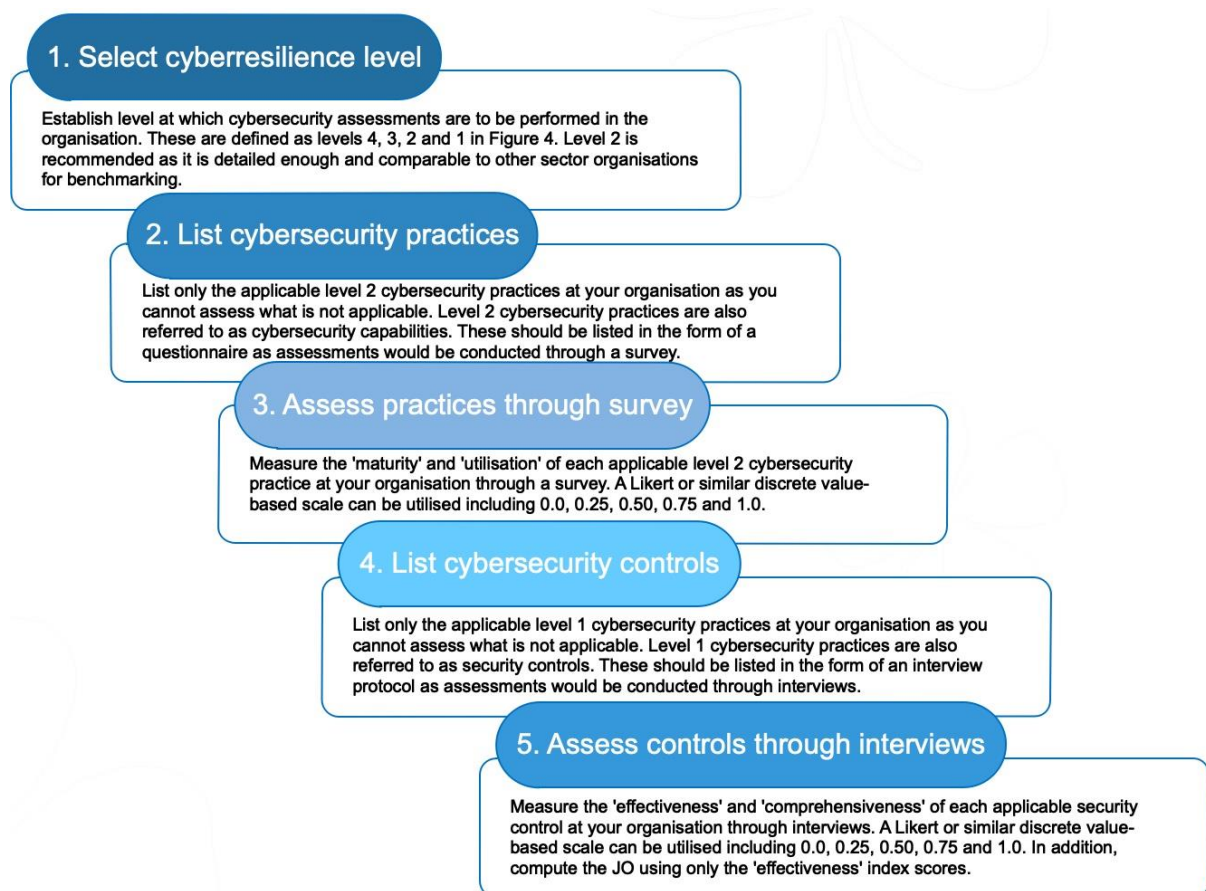 1. Select cyberresilience level
Establish level at which cybersecurity assessments are to be performed in the
organisation. These are defined as levels 4, 3, 2 and 1 in Figure 4. Level 2 is
recommended as it is detailed enough and comparable to other sector organisations
for benchmarking.
2. List cybersecurity practices
List only the applicable level 2 cybersecurity practices at your organisation as you
cannot assess what is not applicable. Level 2 cybersecurity practices are also
referred to as cybersecurity capabilities. These should be listed in the form of a
questionnaire as assessments would be conducted through a survey.
3. Assess practices through survey
Measure the 'maturity' and 'utilisation' of each applicable level 2 cybersecurity
practice at your organisation through a survey. A Likert or similar discrete value-
based scale can be utilised including 0.0, 0.25, 0.50, 0.75 and 1.0.
4. List cybersecurity controls
List only the applicable level 1 cybersecurity practices at your organisation as you
cannot assess what is not applicable. Level 1 cybersecurity practices are also
referred to as security controls. These should be listed in the form of an interview
protocol as assessments would be conducted through interviews.
5. Assess controls through interviews
Measure the 'effectiveness' and 'comprehensiveness' of each applicable security
control at your organisation through interviews. A Likert or similar discrete value-
based scale can be utilised including 0.0, 0.25, 0.50, 0.75 and 1.0. In addition,
compute the JO using only the 'effectiveness' index scores.